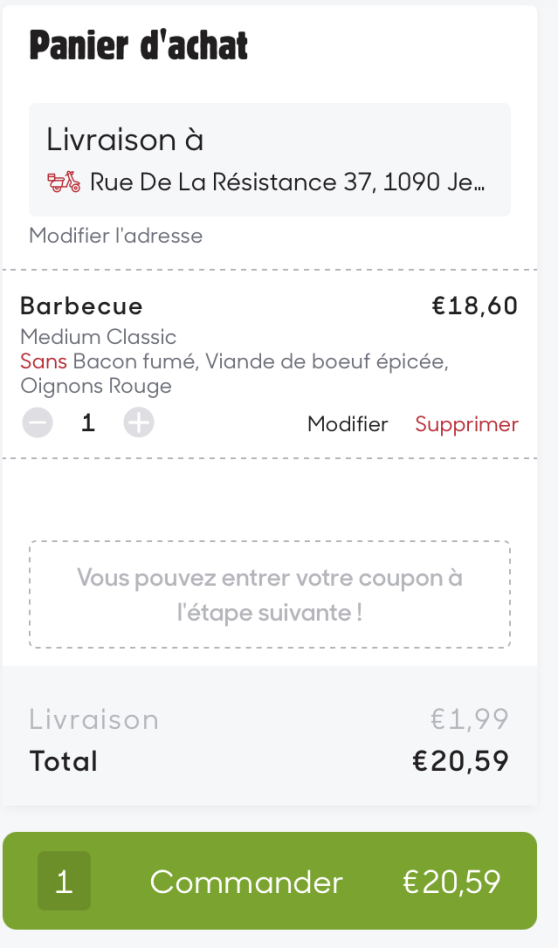 Panier d'achat
Livraison à
Rue De La Résistance 37, 1090 Je...
Modifier l'adresse
Barbecue €18,60
Medium Classic
Sans Bacon fumé, Viande de boeuf épicée,
Oignons Rouge
1 Modifier Supprimer
Vous pouvez entrer votre coupon à
l'étape suivante !
Livraison €1,99
Total €20,59
1 Commander €20,59